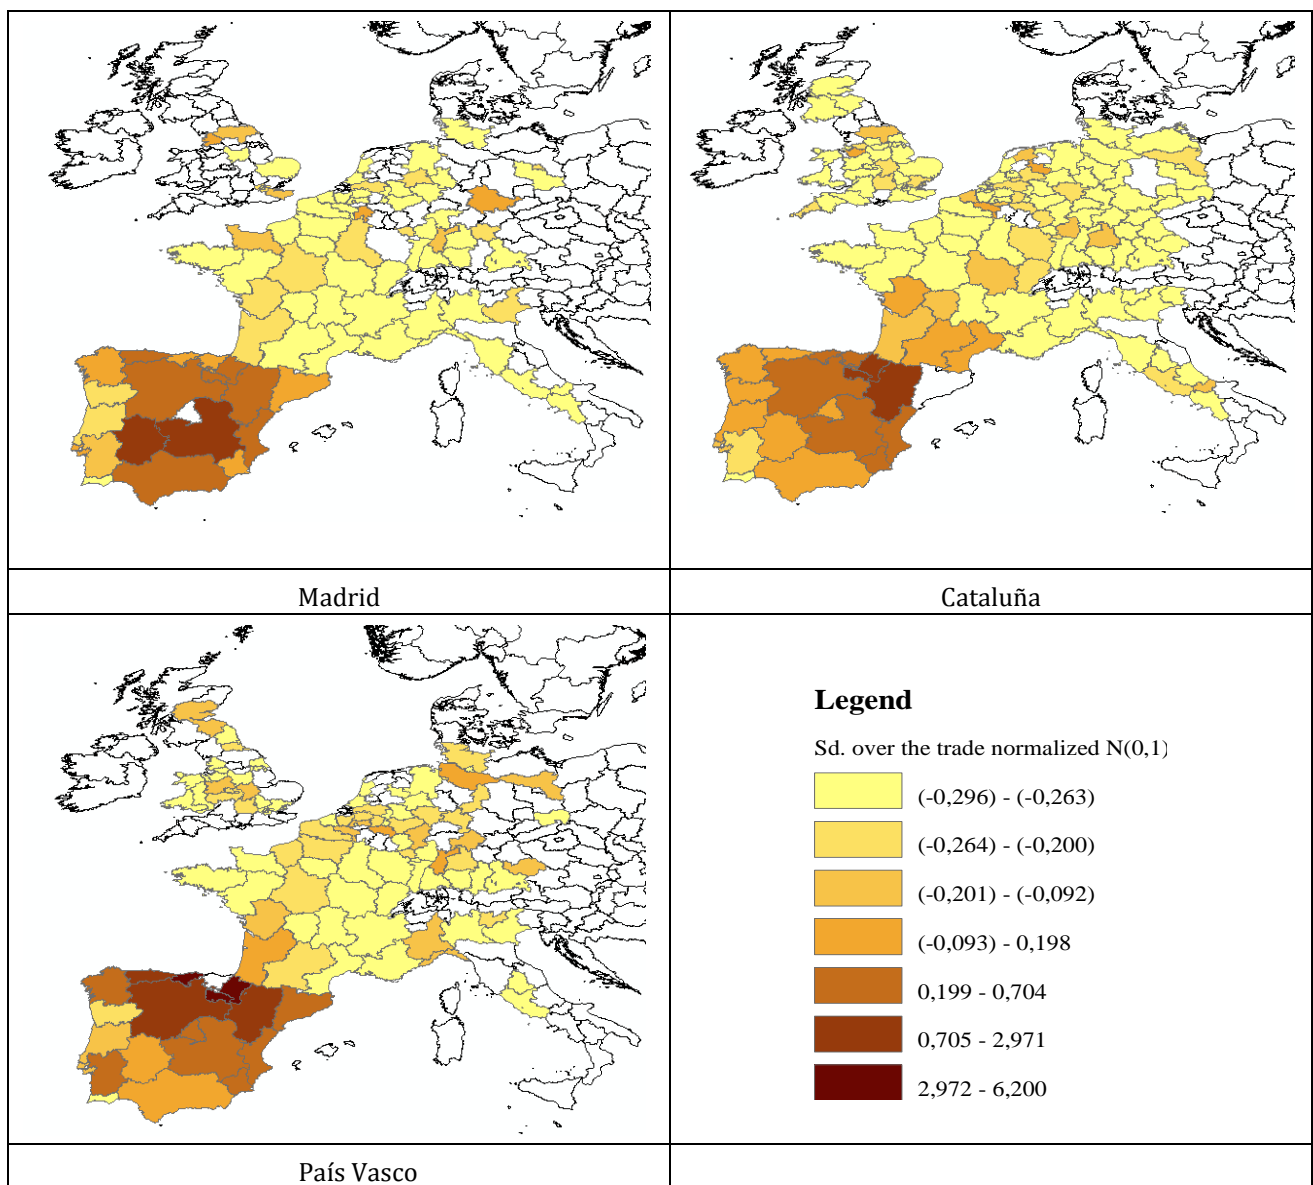 Madrid
Cataluña
Legend
Sd. over the trade normalized N(0,1)
(-0,296) - (-0,263)
(-0,264) - (-0,200)
(-0,201) - (-0,092)
(-0,093) - 0,198
0,199 - 0,704
0,705 - 2,971
2,972 - 6,200
País Vasco